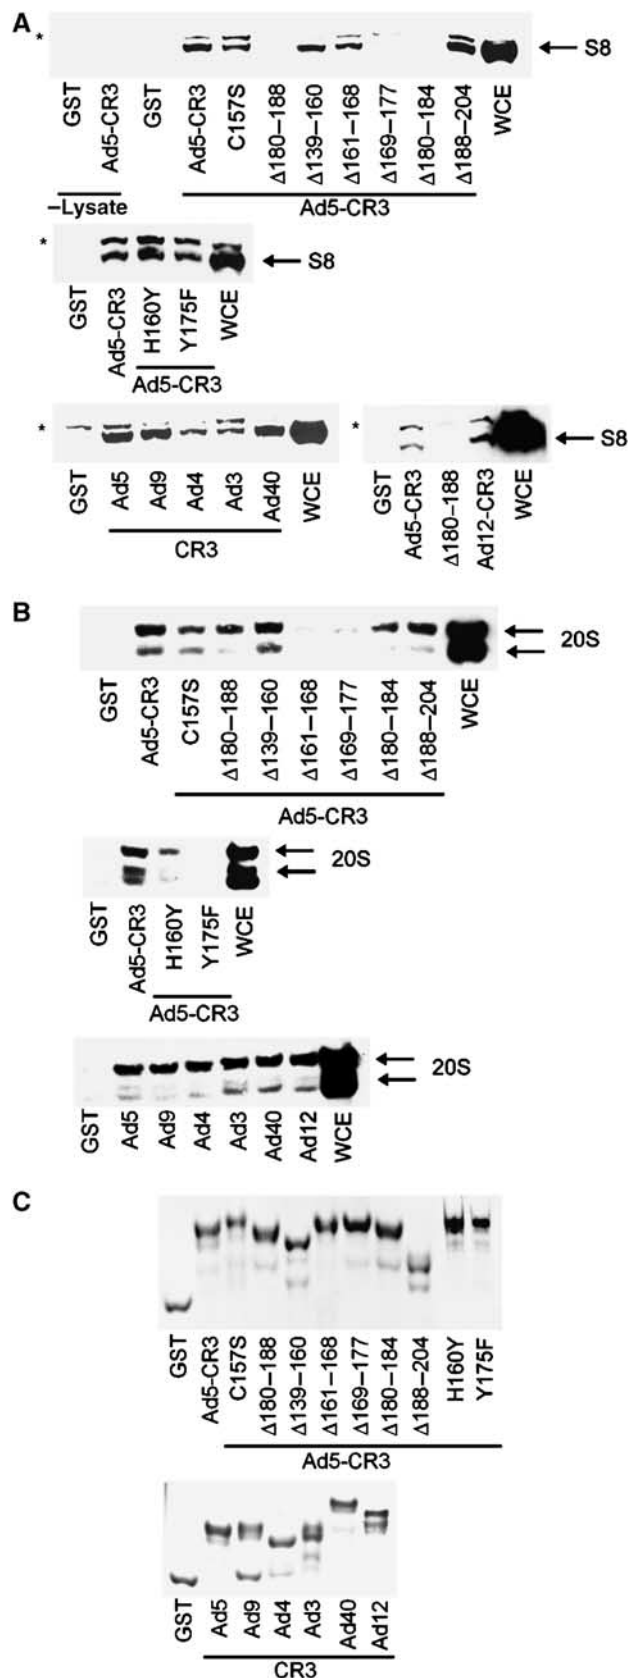 A
* ← S8
GST Ad5-CR3 GST Ad5-CR3 C157S Δ180–188 Δ139–160 Δ161–168 Δ169–177 Δ180–184 Δ188–204 WCE
–Lysate Ad5-CR3
* ← S8
GST Ad5-CR3 H160Y Y175F WCE
Ad5-CR3
* * ← S8
GST Ad5 Ad9 Ad4 Ad3 Ad40 WCE GST Ad5-CR3 Δ180–188 Ad12-CR3 WCE
CR3
B
20S
GST Ad5-CR3 C157S Δ180–188 Δ139–160 Δ161–168 Δ169–177 Δ180–184 Δ188–204 WCE
Ad5-CR3
20S
GST Ad5-CR3 H160Y Y175F WCE
Ad5-CR3
20S
GST Ad5 Ad9 Ad4 Ad3 Ad40 Ad12 WCE
C
GST Ad5-CR3 C157S Δ180–188 Δ139–160 Δ161–168 Δ169–177 Δ180–184 Δ188–204 H160Y Y175F
Ad5-CR3
GST Ad5 Ad9 Ad4 Ad3 Ad40 Ad12
CR3